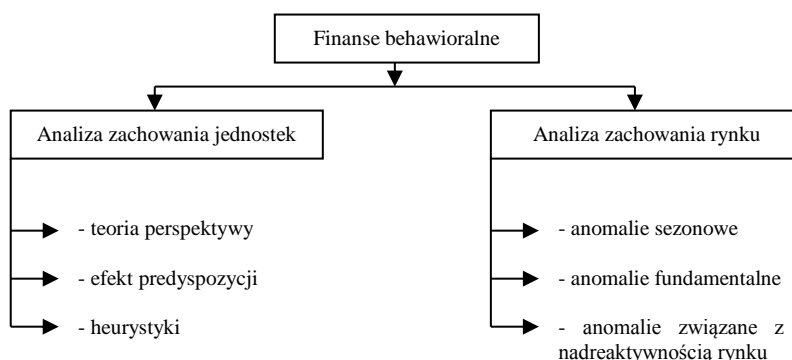 Finanse behawioralne
Analiza zachowania jednostek
- teoria perspektywy
- efekt predyspozycji
- heurystyki
Analiza zachowania rynku
- anomalie sezonowe
- anomalie fundamentalne
- anomalie związane z
nadreaktywnością rynku